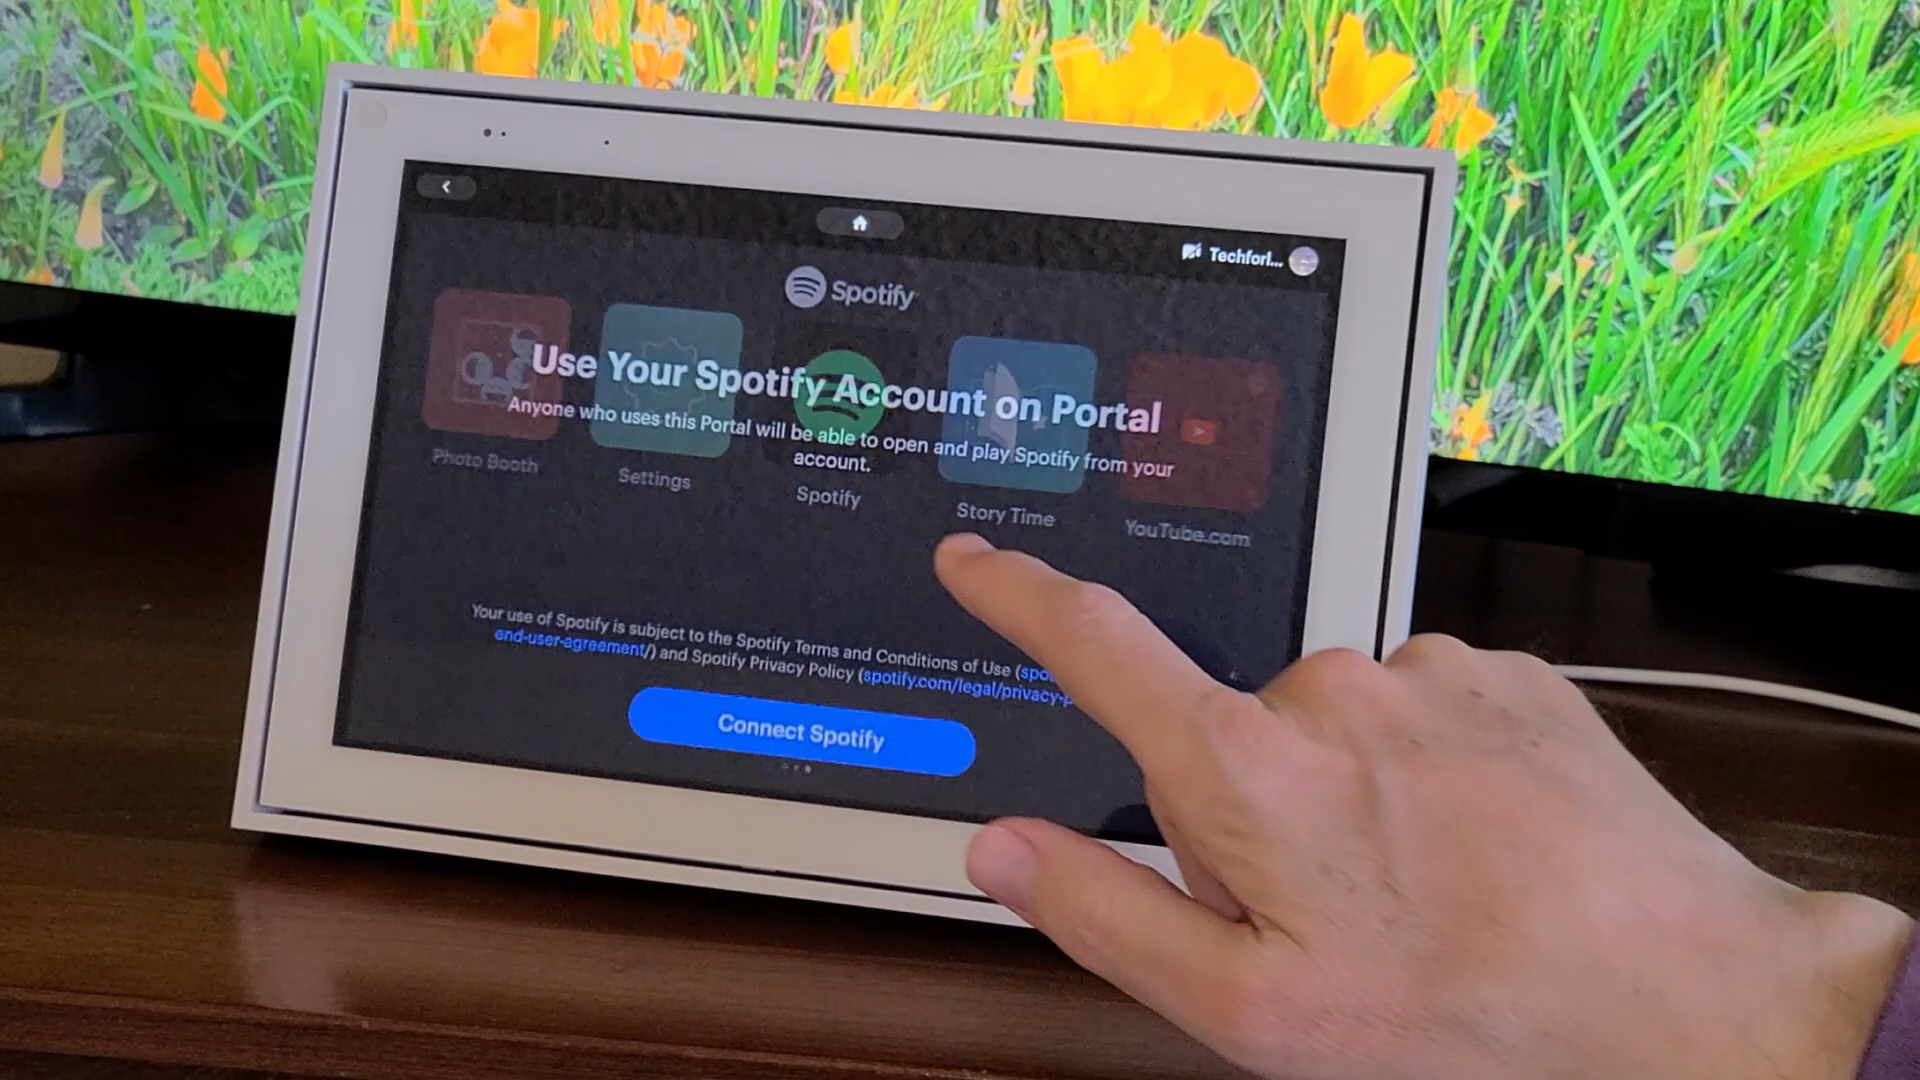 Techforl...
Spotify
Use Your Spotify Account on Portal
Anyone who uses this Portal will be able to open and play Spotify from your
account.
Photo Booth
Settings
Spotify
Story Time
YouTube.com
Your use of Spotify is subject to the Spotify Terms and Conditions of Use (spo
end-user-agreement/) and Spotify Privacy Policy (spotify.com/legal/privacy-p
Connect Spotify